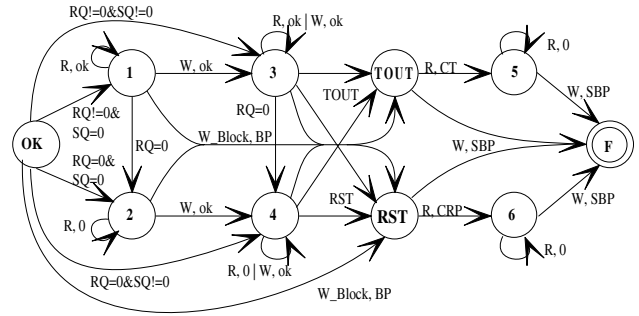 RQ!=0&SQ!=0
R, ok | W, ok
R, ok
1
W, ok
3
TOUT
R, CT
5
R, 0
TOUT
W, SBP
RQ!=0&
SQ=0
RQ=0
RQ=0
OK
W_Block, BP
W, SBP
F
RQ=0&
SQ=0
R, 0
2
W, ok
4
RST
RST
R, CRP
6
W, SBP
R, 0 | W, ok
R, 0
RQ=0&SQ!=0
W_Block, BP